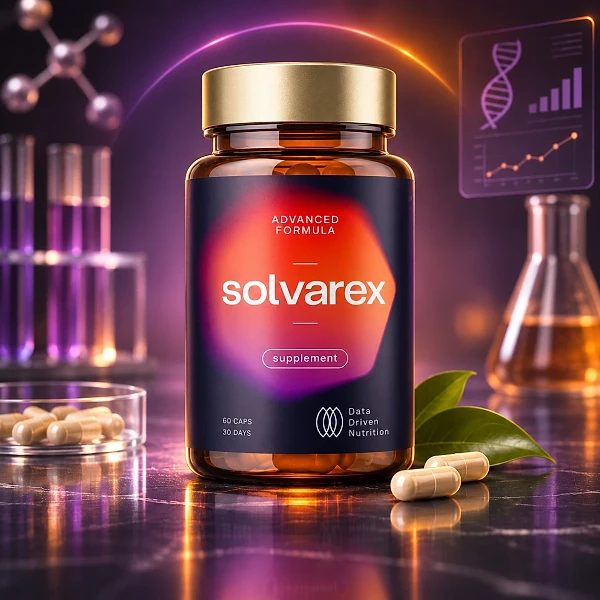 ADVANCED
FORMULA
solvarex
supplement
60 CAPS
30 DAYS
Data
Driven
Nutrition